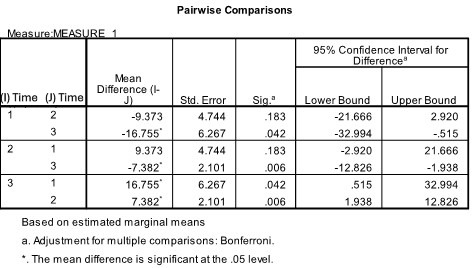 Pairwise Comparisons
Measure:MEASURE_1
95% Confidence Interval for
Difference^a
Mean
Difference (I-
(I) Time (J) Time J) Std. Error Sig.^a Lower Bound Upper Bound
1 2 -9.373 4.744 .183 -21.666 2.920
3 -16.755* 6.267 .042 -32.994 -.515
2 1 9.373 4.744 .183 -2.920 21.666
3 -7.382* 2.101 .006 -12.826 -1.938
3 1 16.755* 6.267 .042 .515 32.994
2 7.382* 2.101 .006 1.938 12.826
Based on estimated marginal means
a. Adjustment for multiple comparisons: Bonferroni.
*. The mean difference is significant at the .05 level.